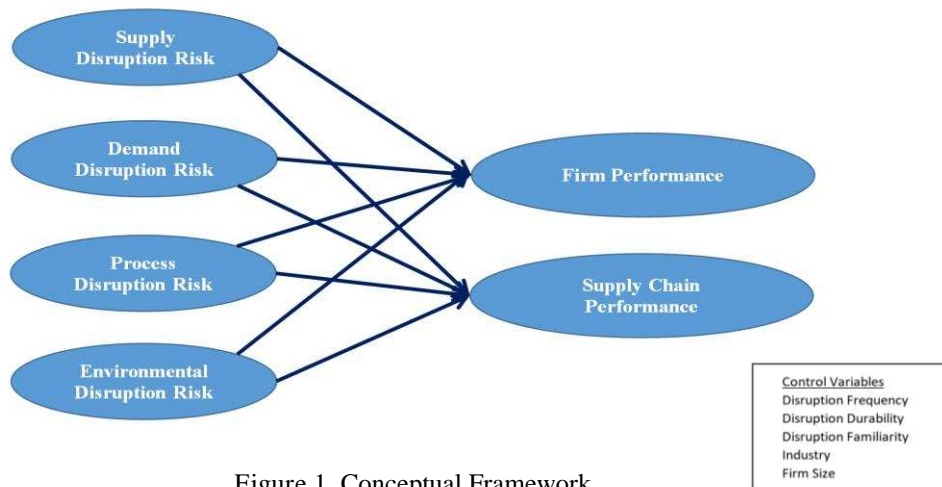 Supply
Disruption Risk
Demand
Disruption Risk
Process
Disruption Risk
Environmental
Disruption Risk
Firm Performance
Supply Chain
Performance
Control Variables
Disruption Frequency
Disruption Durability
Disruption Familiarity
Industry
Firm Size
Figure 1. Conceptual Framework